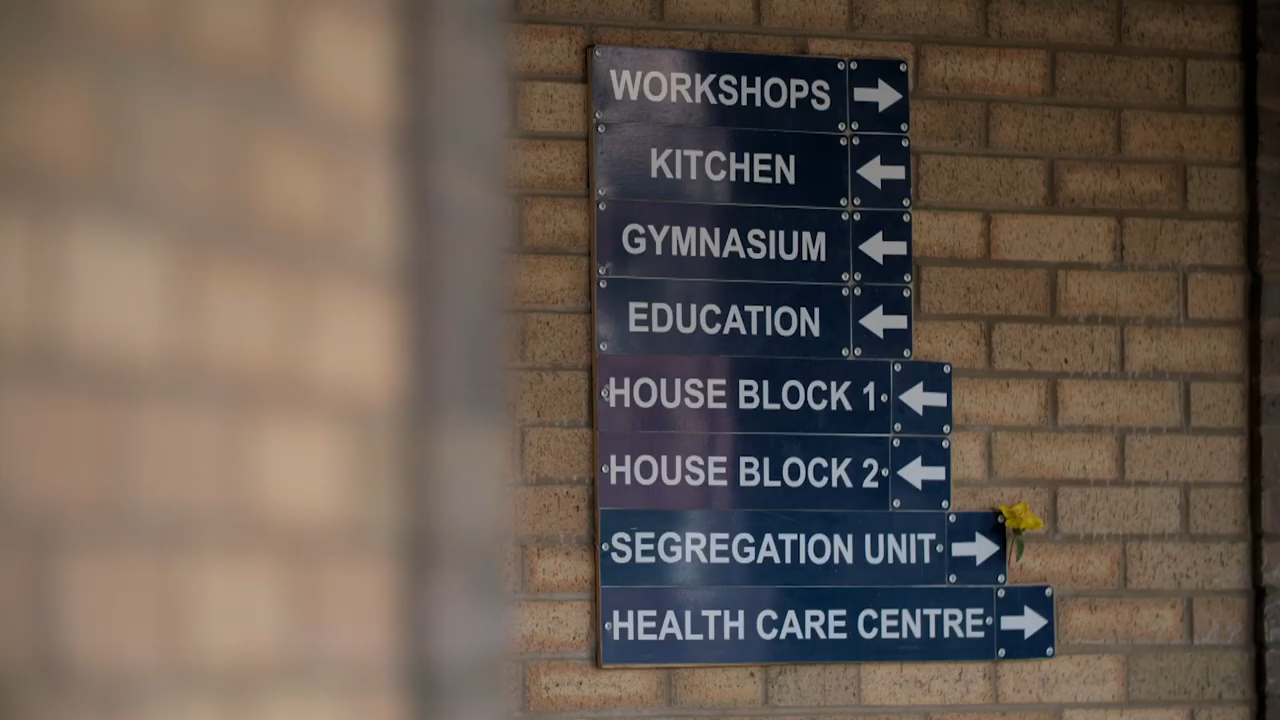 WORKSHOPS →
KITCHEN ←
GYMNASIUM ←
EDUCATION ←
HOUSE BLOCK 1 ←
HOUSE BLOCK 2 ←
SEGREGATION UNIT →
HEALTH CARE CENTRE →